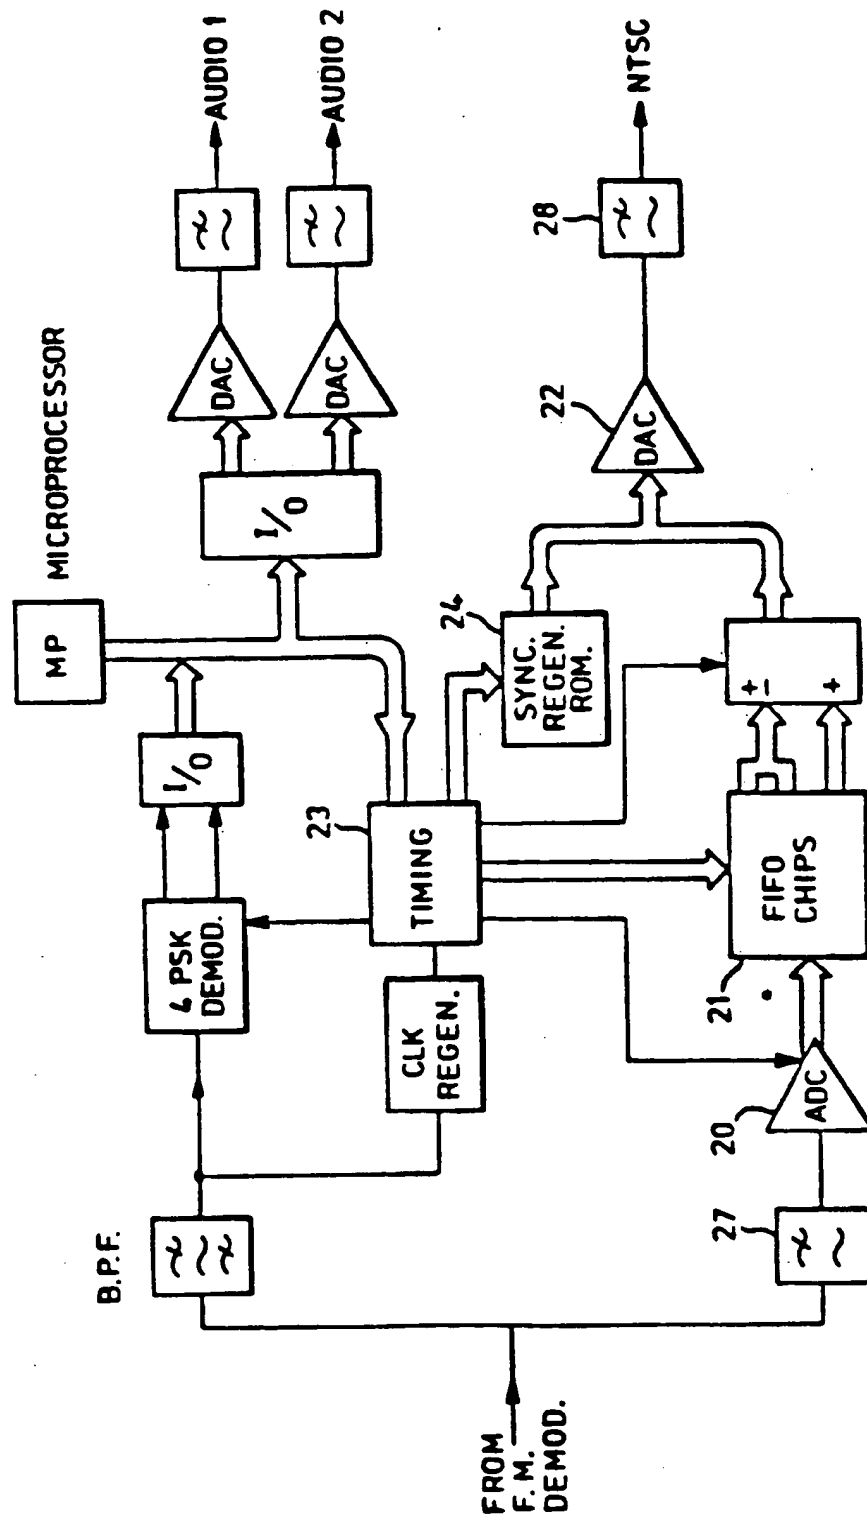 FROM
F.M.
DEMOD.
B.P.F.
4 PSK
DEMOD.
CLK
REGEN.
I/O
MP
MICROPROCESSOR
I/O
DAC
DAC
AUDIO 1
AUDIO 2
23
TIMING
24
SYNC.
REGEN.
ROM.
27
20
ADC
21
FIFO
CHIPS
+
-
+
22
DAC
28
NTSC